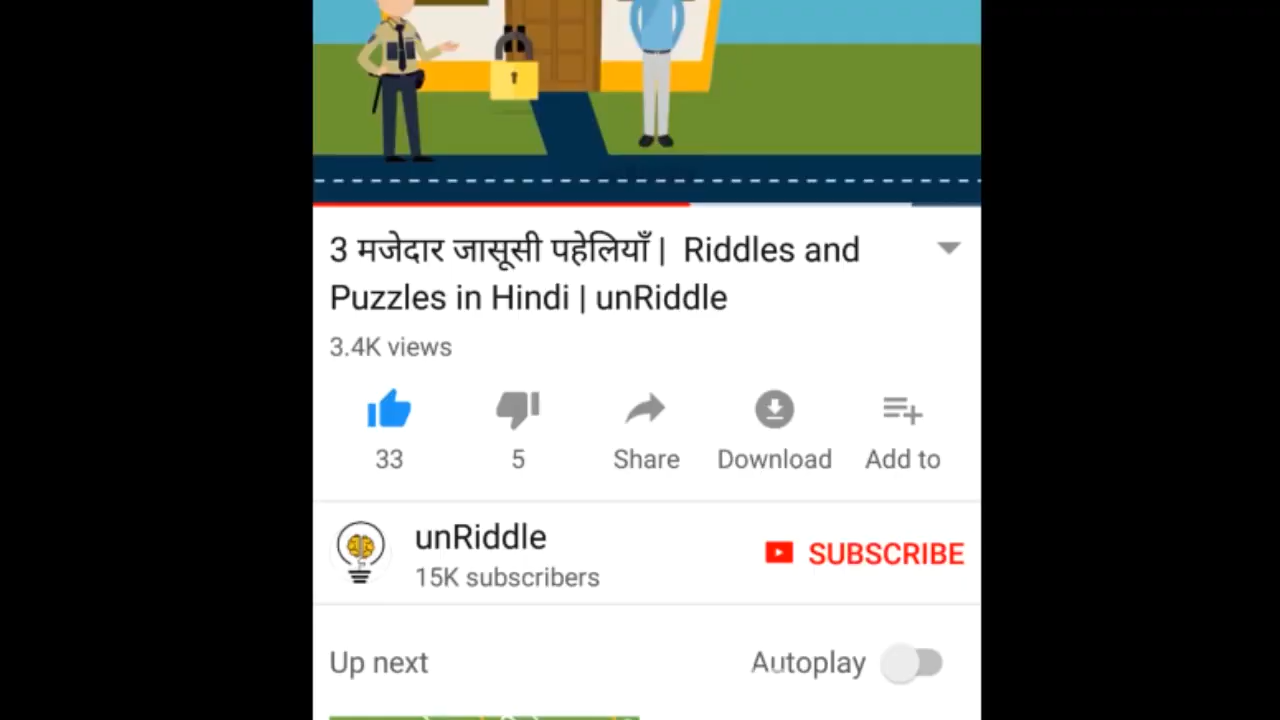 3 मजेदार जासूसी पहेलियाँ | Riddles and
Puzzles in Hindi | unRiddle
3.4K views
33
5
Share
Download
Add to
unRiddle
15K subscribers
SUBSCRIBE
Up next
Autoplay